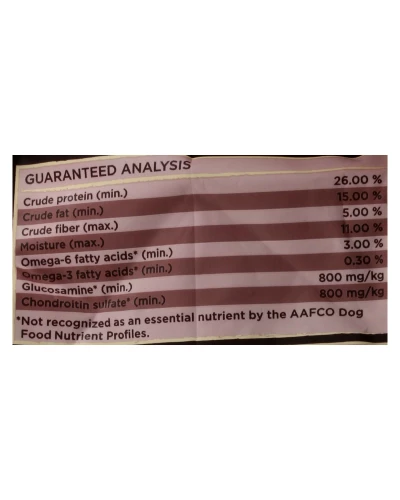 GUARANTEED ANALYSIS
Crude protein (min.) 26.00 %
Crude fat (min.) 15.00 %
Crude fiber (max.) 5.00 %
Moisture (max.) 11.00 %
Omega-6 fatty acids* (min.) 3.00 %
Omega-3 fatty acids* (min.) 0.30 %
Glucosamine* (min.) 800 mg/kg
Chondroitin sulfate* (min.) 800 mg/kg
*Not recognized as an essential nutrient by the AAFCO Dog
Food Nutrient Profiles.